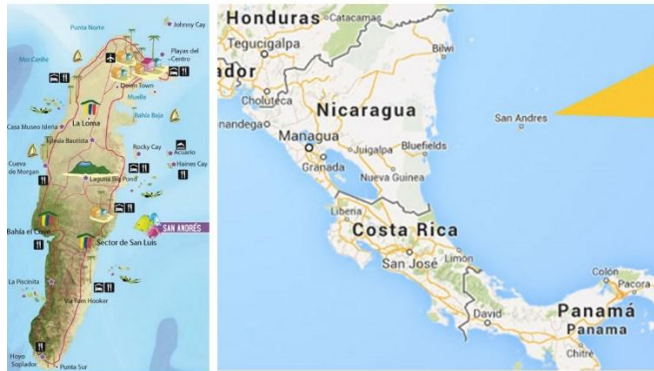 Punta Norte
Johnny Cay
Mar Caribe
Playas del
Centro
Down Town
Muelle
Bahía Baja
La Loma
Casa Museo Isleña
Iglesia Bautista
Rocky Cay
Acuario
Haines Cay
Cueva
de Morgan
Laguna Big Pond
SAN ANDRÉS
Bahía el Cove
Sector de San Luis
La Piscinita
Vía Tom Hooker
Hoyo
Soplador
Punta Sur
Honduras
Catacamas
Tegucigalpa
ador
Choluteca
nandega
Managua
Granada
Nicaragua
Juigalpa
Bluefields
Nueva Guinea
Bilwi
San Andres
Liberia
Costa Rica
San José
Limón
David
Colón
Pacora
Panamá
Panama
Chitré